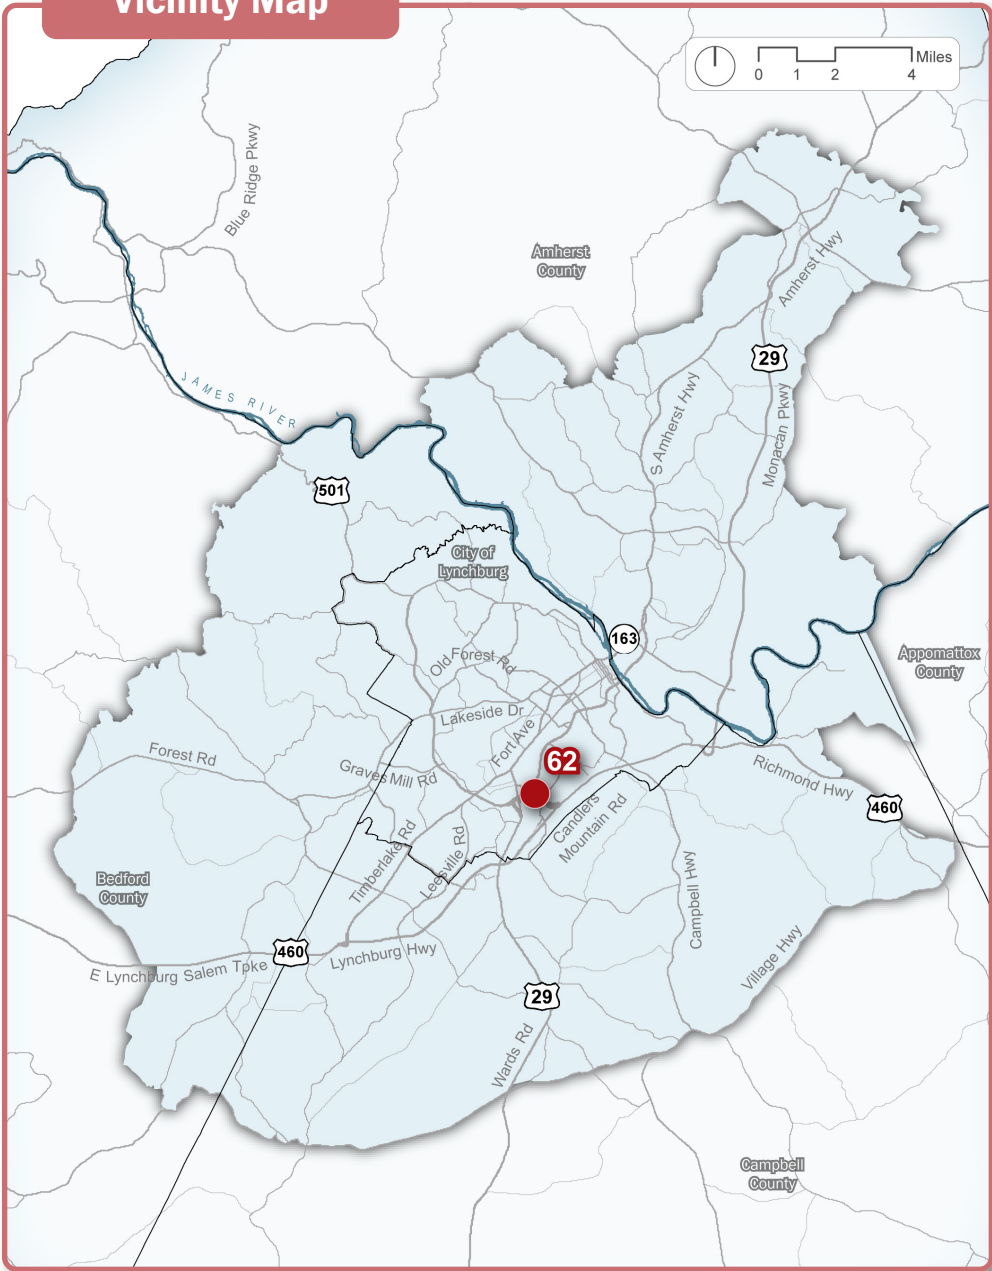 Vicinity Map
Miles
0 1 2 4
Blue Ridge Pkwy
Amherst
County
Amherst Hwy
29
JAMES RIVER
S Amherst Hwy
Monacan Pkwy
501
City of
Lynchburg
163
Old Forest Rd
Appomattox
County
Lakeside Dr
Fort Ave
Forest Rd
Graves Mill Rd
62
Richmond Hwy
460
Candlers
Mountain Rd
Timberlake Rd
Leesville Rd
Bedford
County
Campbell Hwy
460
Lynchburg Hwy
E Lynchburg Salem Tpke
Village Hwy
29
Wards Rd
Campbell
County